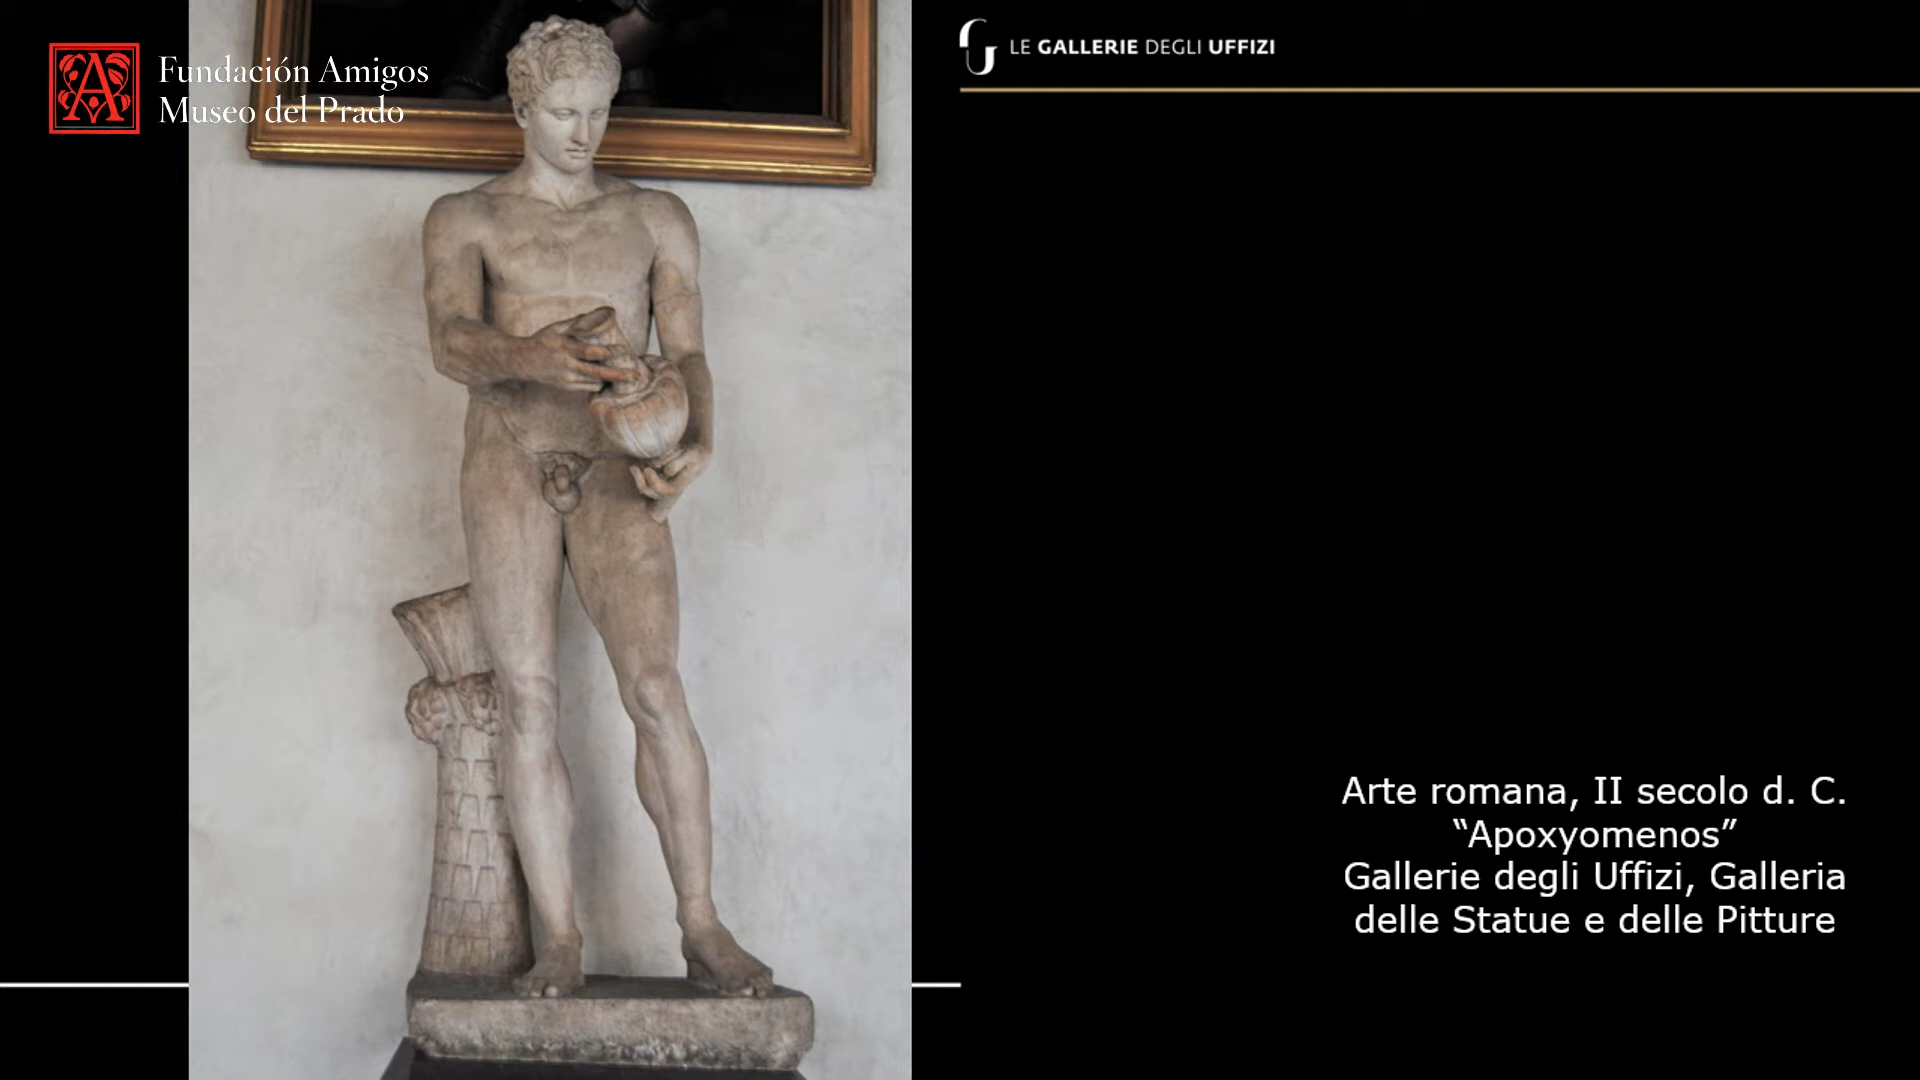 Fundación Amigos
Museo del Prado
LE GALLERIE DEGLI UFFIZI
Arte romana, II secolo d. C.
“Apoxyomenos”
Gallerie degli Uffizi, Galleria
delle Statue e delle Pitture